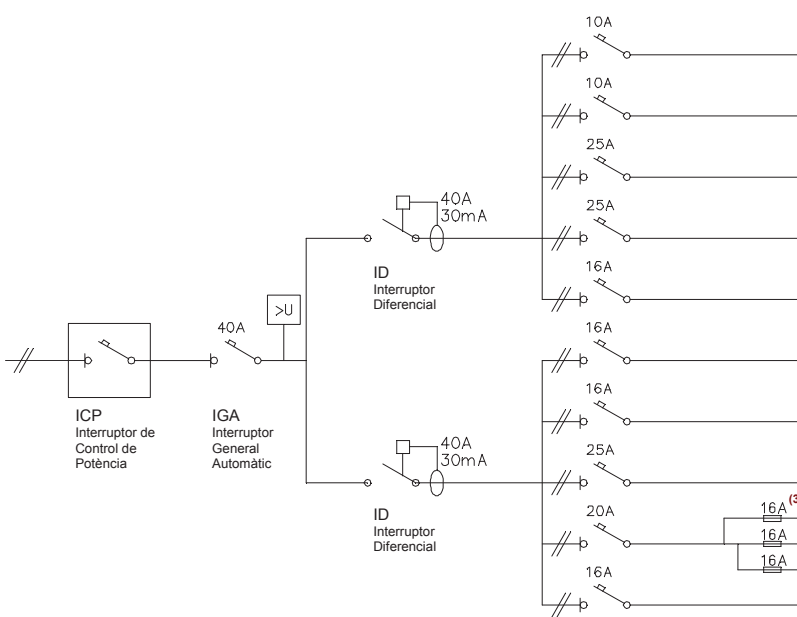 10A
10A
25A
25A
16A
40A
30mA
ID
Interruptor
Diferencial
>U
40A
ICP
Interruptor de
Control de
Potència
IGA
Interruptor
General
Automàtic
16A
16A
25A
20A
16A
40A
30mA
ID
Interruptor
Diferencial
16A (3
16A
16A